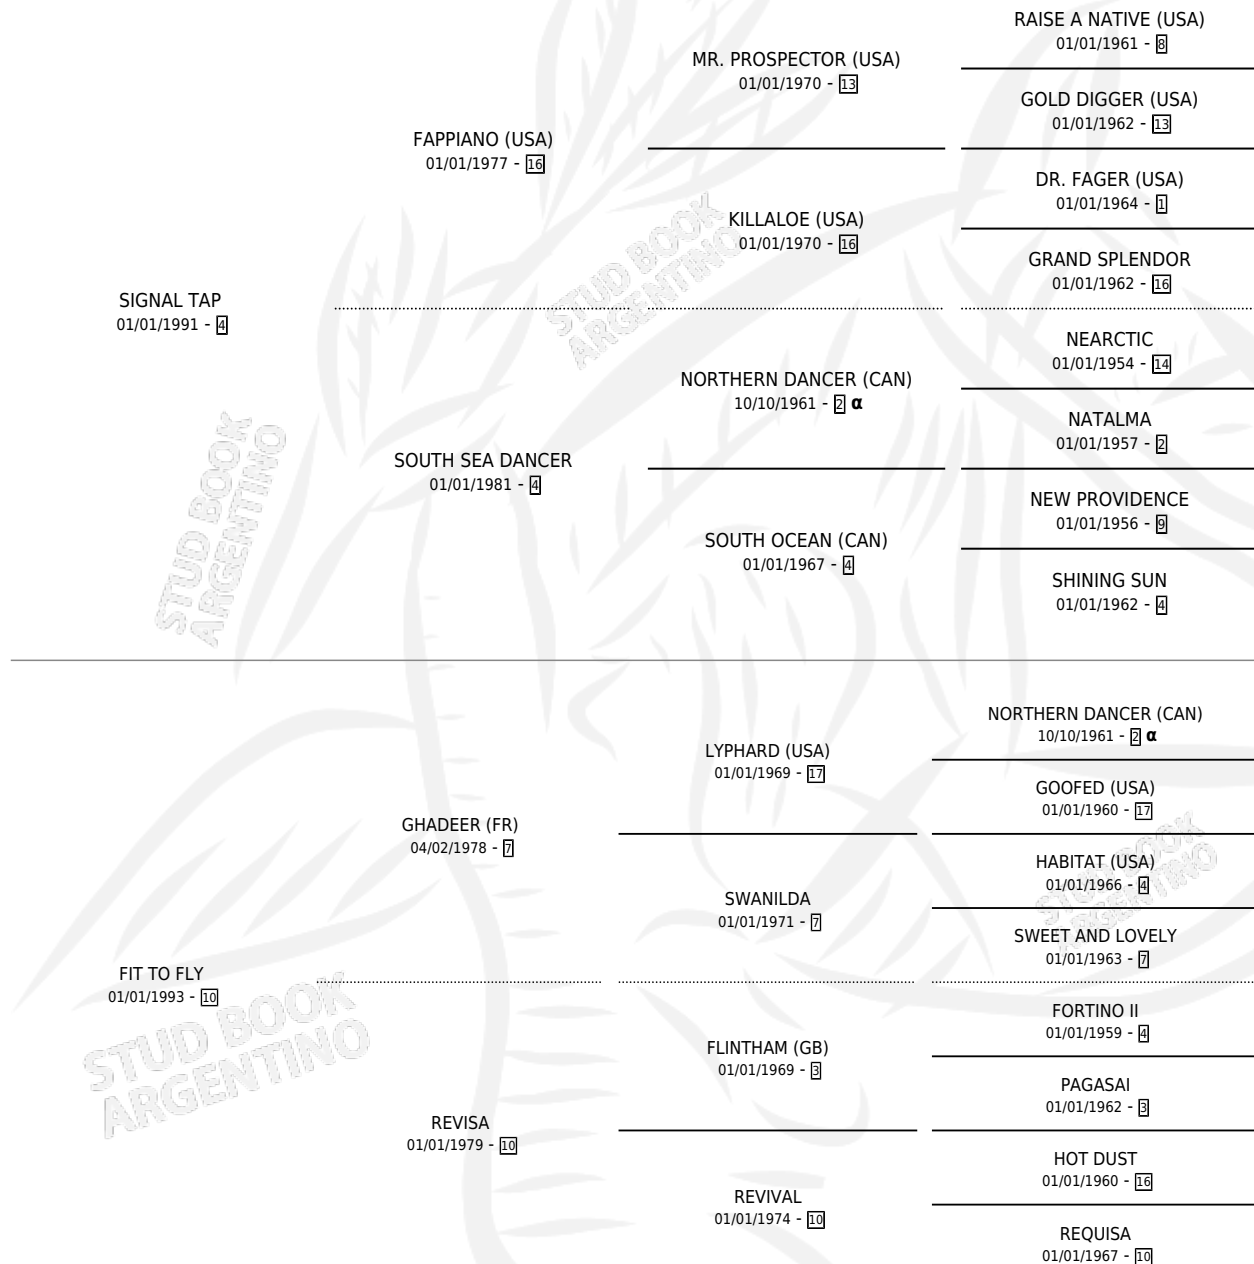 RAISE A NATIVE (USA)
01/01/1961 - 8
MR. PROSPECTOR (USA)
01/01/1970 - 13
GOLD DIGGER (USA)
01/01/1962 - 13
FAPPIANO (USA)
01/01/1977 - 16
DR. FAGER (USA)
01/01/1964 - 1
KILLALOE (USA)
01/01/1970 - 16
GRAND SPLENDOR
01/01/1962 - 16
SIGNAL TAP
01/01/1991 - 4
NEARCTIC
01/01/1954 - 14
NORTHERN DANCER (CAN)
10/10/1961 - 2 α
NATALMA
01/01/1957 - 2
SOUTH SEA DANCER
01/01/1981 - 4
NEW PROVIDENCE
01/01/1956 - 9
SOUTH OCEAN (CAN)
01/01/1967 - 4
SHINING SUN
01/01/1962 - 4
NORTHERN DANCER (CAN)
10/10/1961 - 2 α
LYPHARD (USA)
01/01/1969 - 17
GOOFED (USA)
01/01/1960 - 17
GHADEER (FR)
04/02/1978 - 7
HABITAT (USA)
01/01/1966 - 4
SWANILDA
01/01/1971 - 7
SWEET AND LOVELY
01/01/1963 - 7
FIT TO FLY
01/01/1993 - 10
FORTINO II
01/01/1959 - 4
FLINTHAM (GB)
01/01/1969 - 3
PAGASAI
01/01/1962 - 3
REVISA
01/01/1979 - 10
HOT DUST
01/01/1960 - 16
REVIVAL
01/01/1974 - 10
REQUISA
01/01/1967 - 10
STUD BOOK
ARGENTINO
STUD BOOK
ARGENTINO
STUD BOOK
ARGENTINO
STUD BOOK
ARGENTINO